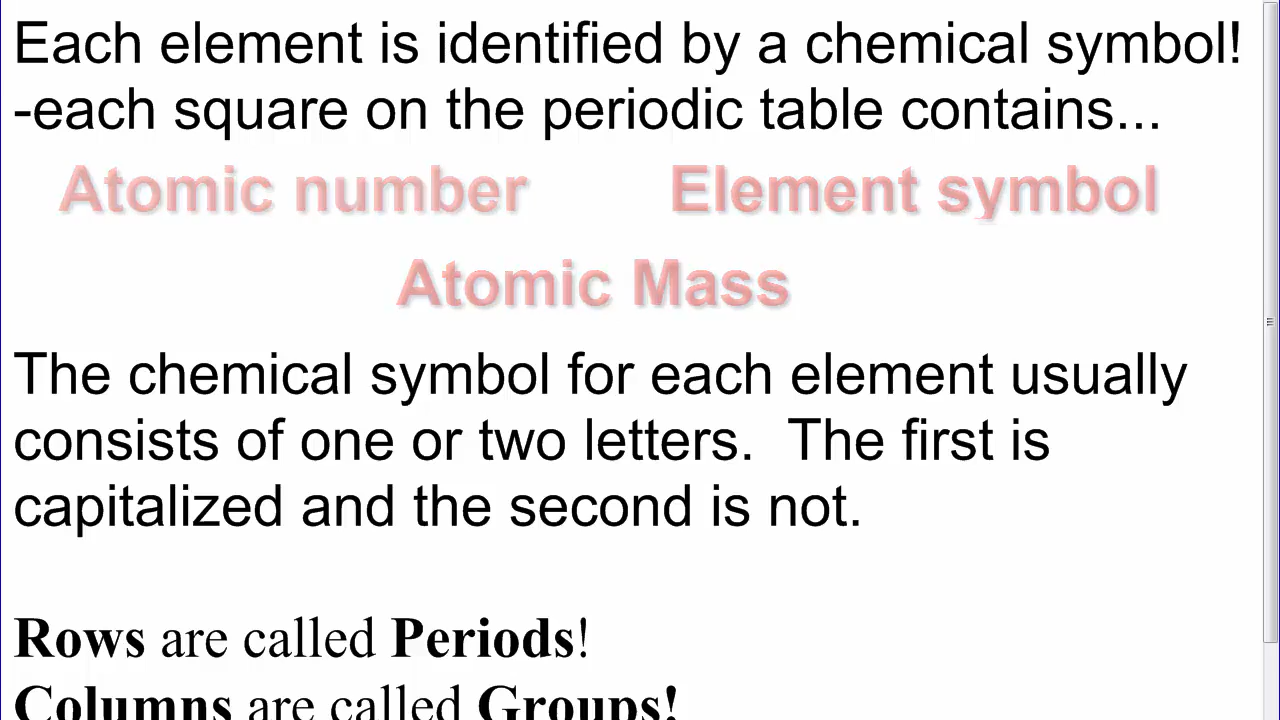 Each element is identified by a chemical symbol!
-each square on the periodic table contains...
Atomic number Element symbol
Atomic Mass
The chemical symbol for each element usually
consists of one or two letters. The first is
capitalized and the second is not.
Rows are called Periods!
Columns are called Groups!